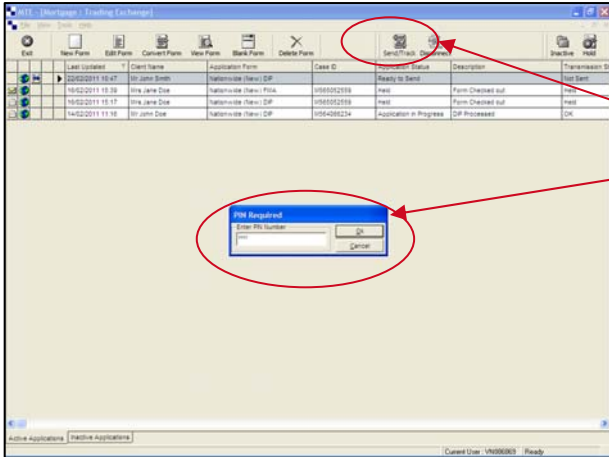 MTE - [Mortgage : Trading Exchange]
File View Tools Help
Exit New Form Edit Form Convert Form View Form Blank Form Delete Form Send/Track Disconnect Inactive Hold
Last Updated Client Name Application Form Case ID Application Status Description Transmission St
22/02/2011 10:47 Mr John Smith Nationwide (New) DIP Ready to Send Not Sent
16/02/2011 15:39 Mrs Jane Doe Nationwide (New) FMA Held Form Checked out Held
16/02/2011 15:17 Mrs Jane Doe Nationwide (New) DIP Held Form Checked out Held
14/02/2011 11:16 Mr John Doe Nationwide (New) DIP Application in Progress DIP Processed OK
PIN Required
Enter PIN Number
****
Ok
Cancel
Active Applications Inactive Applications
Current User : Ready